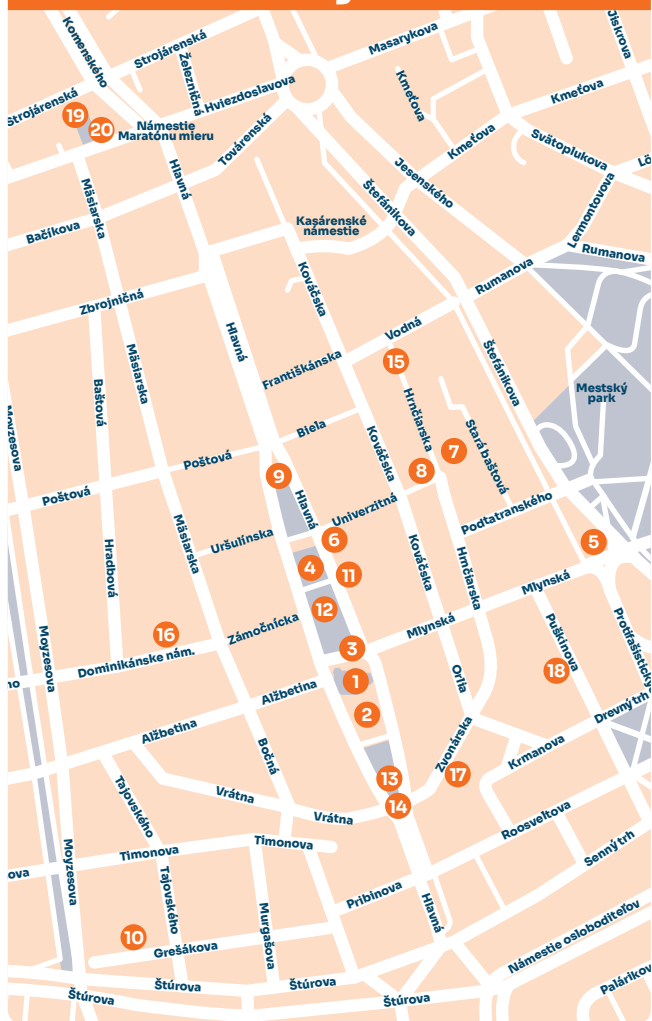 Komenského
Strojárenská
Masarykova
Jiskrova
Železničná
Strojárenská
Hviezdoslavova
Kmeťova
Kmeťova
19
20
Námestie
Maratónu mieru
Továrenská
Kmeťova
Svätoplukova
Hlavná
Jesenského
Lermontovova
Mäsiarska
Štefánikova
Bačíkova
Kasárenské
námestie
Rumanova
Rumanova
Kováčska
Zbrojničná
Hlavná
Vodná
Františkánska
15
Štefánikova
Mäsiarska
Baštová
Hrnčiarska
Mestský
park
Moyzesova
Biela
Kováčska
Stará baštová
Poštová
7
8
9
Poštová
Hlavná
Univerzitná
Podtatranského
Mäsiarska
Uršulínska
6
5
Hradbová
4
11
Kováčska
Hrnčiarska
Mlynská
12
16
Zámočnícka
Mlynská
Puškinova
3
Dominikánske nám.
Moyzesova
1
Orlia
18
Alžbetina
2
Drevný trh
Alžbetina
Bočná
Zvonárska
Krmanova
13
17
Vrátna
14
Vrátna
Tajovského
Roosveltova
Timonova
Timonova
Senný trh
Moyzesova
Tajovského
Pribinova
Hlavná
Murgašova
10
Grešákova
Námestie osloboditeľov
Štúrova
Štúrova
Štúrova
Štúrova